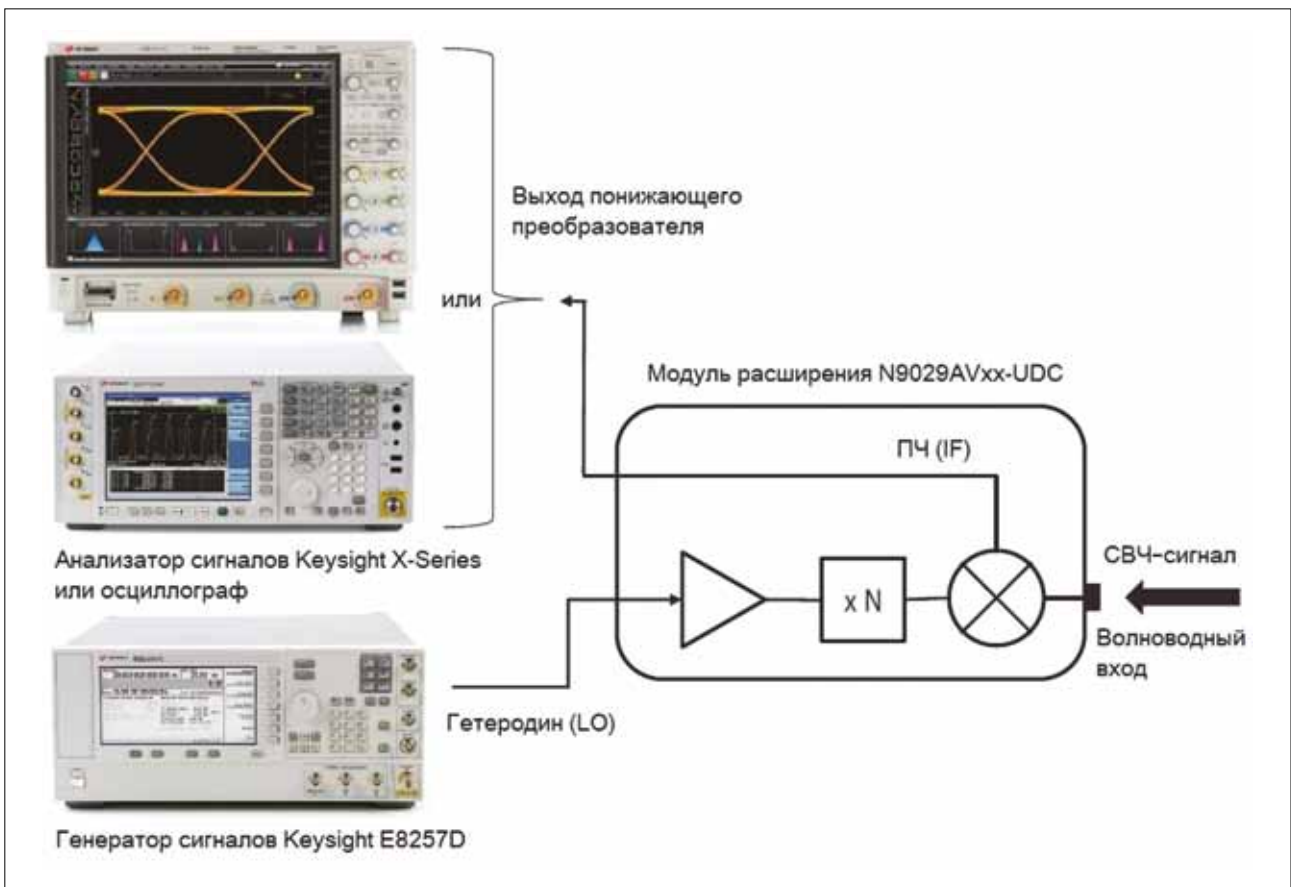 Выход понижающего
преобразователя
или
Модуль расширения N9029AVxx-UDC
ПЧ (IF)
Анализатор сигналов Keysight X-Series
или осциллограф
x N
СВЧ-сигнал
Волноводный
вход
Гетеродин (LO)
Генератор сигналов Keysight E8257D